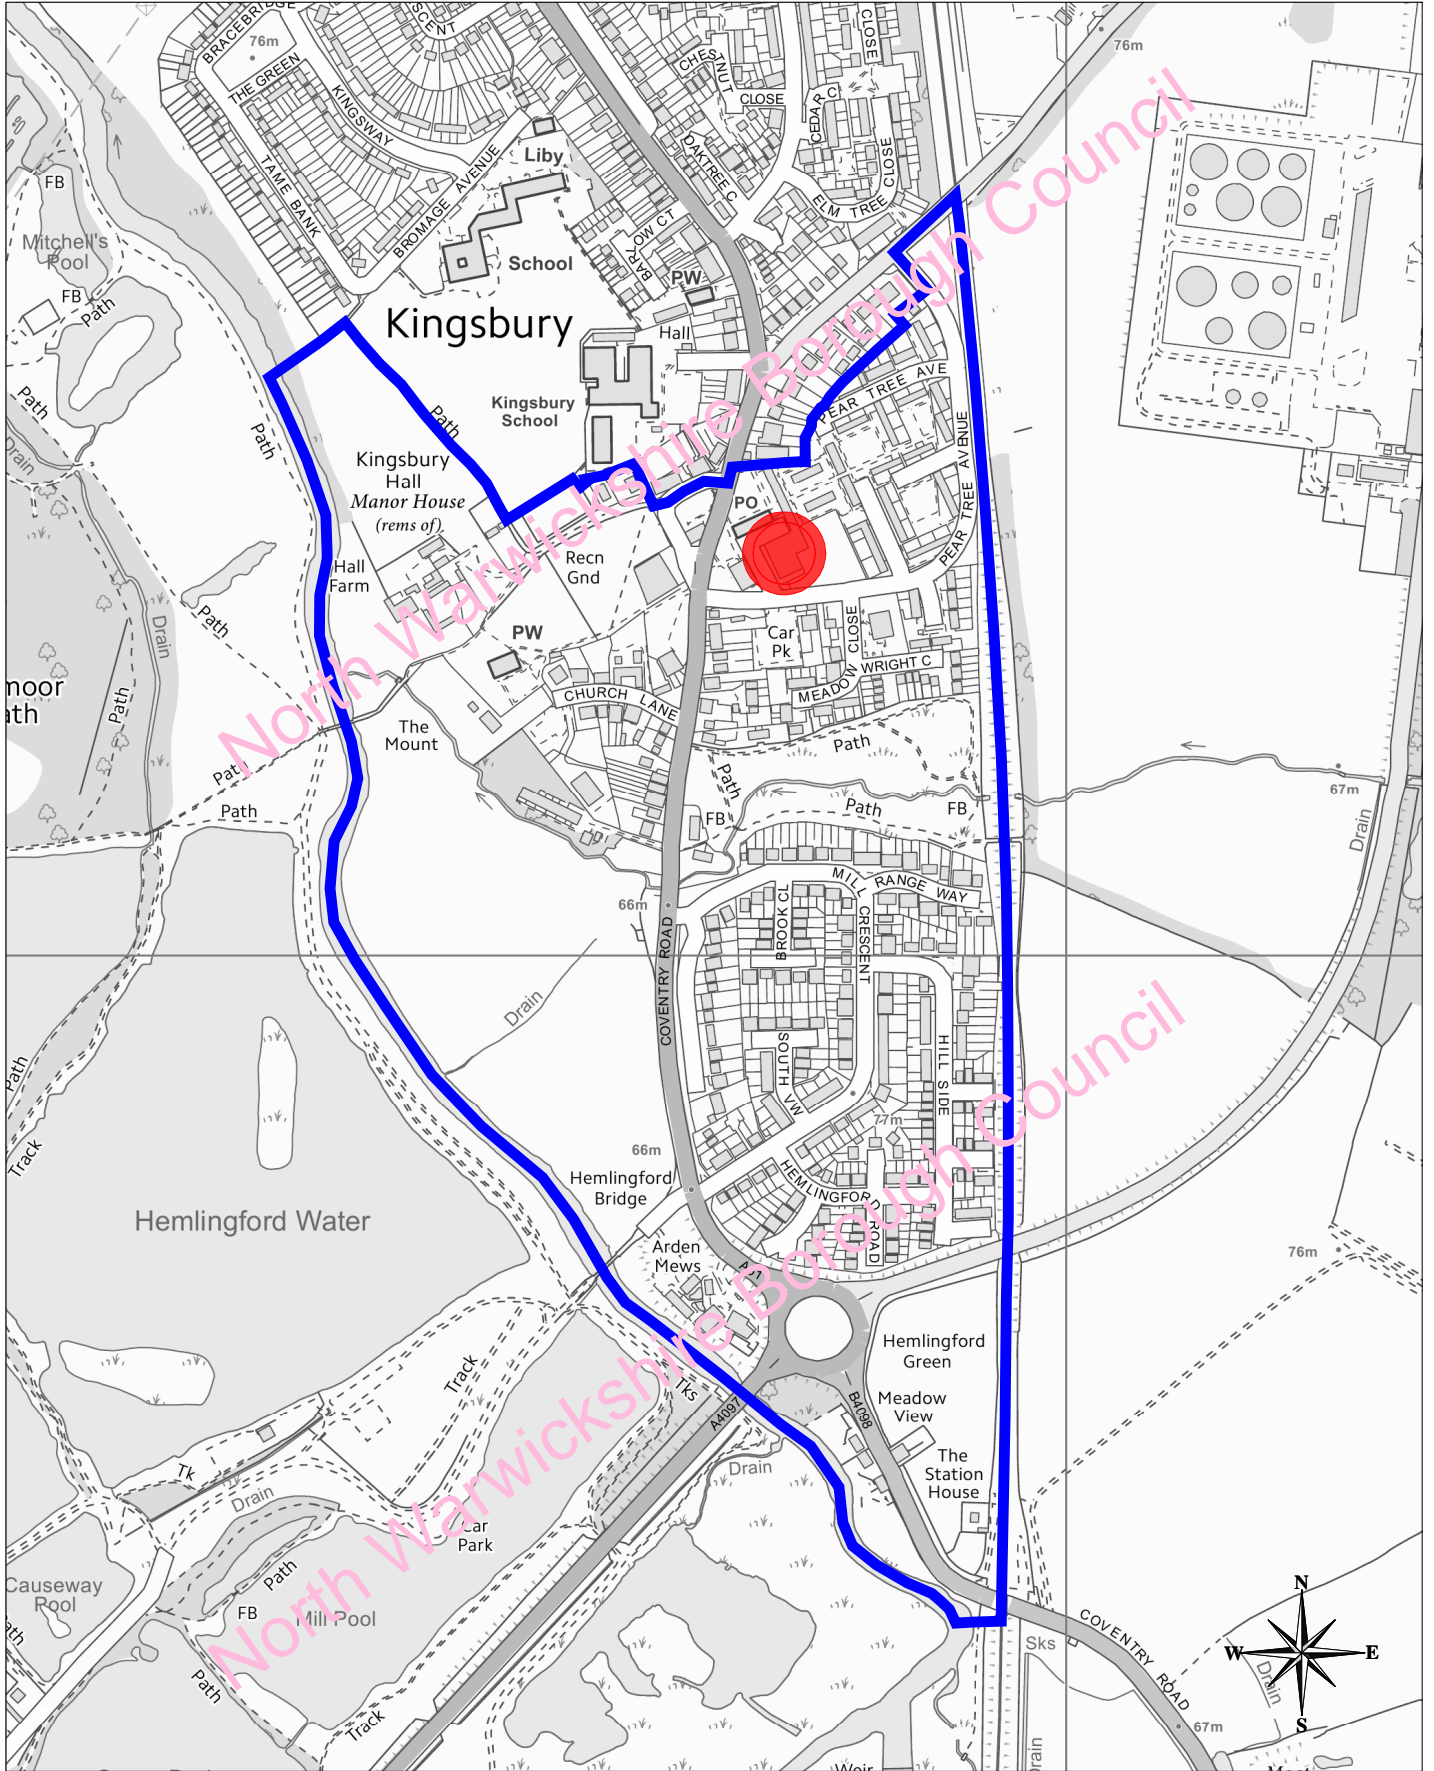 BRACEBRIDGE
76m
THE GREEN
KINGSWAY
TAME BANK
BROMAGE AVENUE
Liby
School
CHESTNUT
CLOSE
CLOSE
CEDAR C
OAKTREE C
ELM TREE
CLOSE
76m
FB
Mitchell's
Pool
FB
Path
BARLOW CT
PW
Hall
Kingsbury
Kingsbury
School
Path
Path
Path
Drain
Kingsbury
Hall
Manor House
(rems of)
PEAR TREE AVE
PEAR TREE AVENUE
PO
Hall
Farm
Recn
Gnd
Path
Drain
Path
PW
Car
Pk
MEADOW CLOSE
WRIGHT C
CHURCH LANE
The
Mount
Path
Path
Path
Path
Path
FB
FB
67m
Drain
MILL CRESCENT
RANGE WAY
BROOK CL
66m
COVENTRY ROAD
SOUTH VW
HILL SIDE
Drain
Path
Track
77m
66m
Hemlingford
Bridge
HEMLINGFORD ROAD
Hemlingford Water
Arden
Mews
76m
Hemlingford
Green
Meadow
View
B4098
A4097
Tks
Track
The
Station
House
Drain
Tk
Drain
Car
Park
Causeway
Pool
Path
FB
Mill Pool
Path
Track
Path
Sks
COVENTRY ROAD
67m
Drain
Drain
Weir
N
W
E
S
North Warwickshire Borough Council
North Warwickshire Borough Council